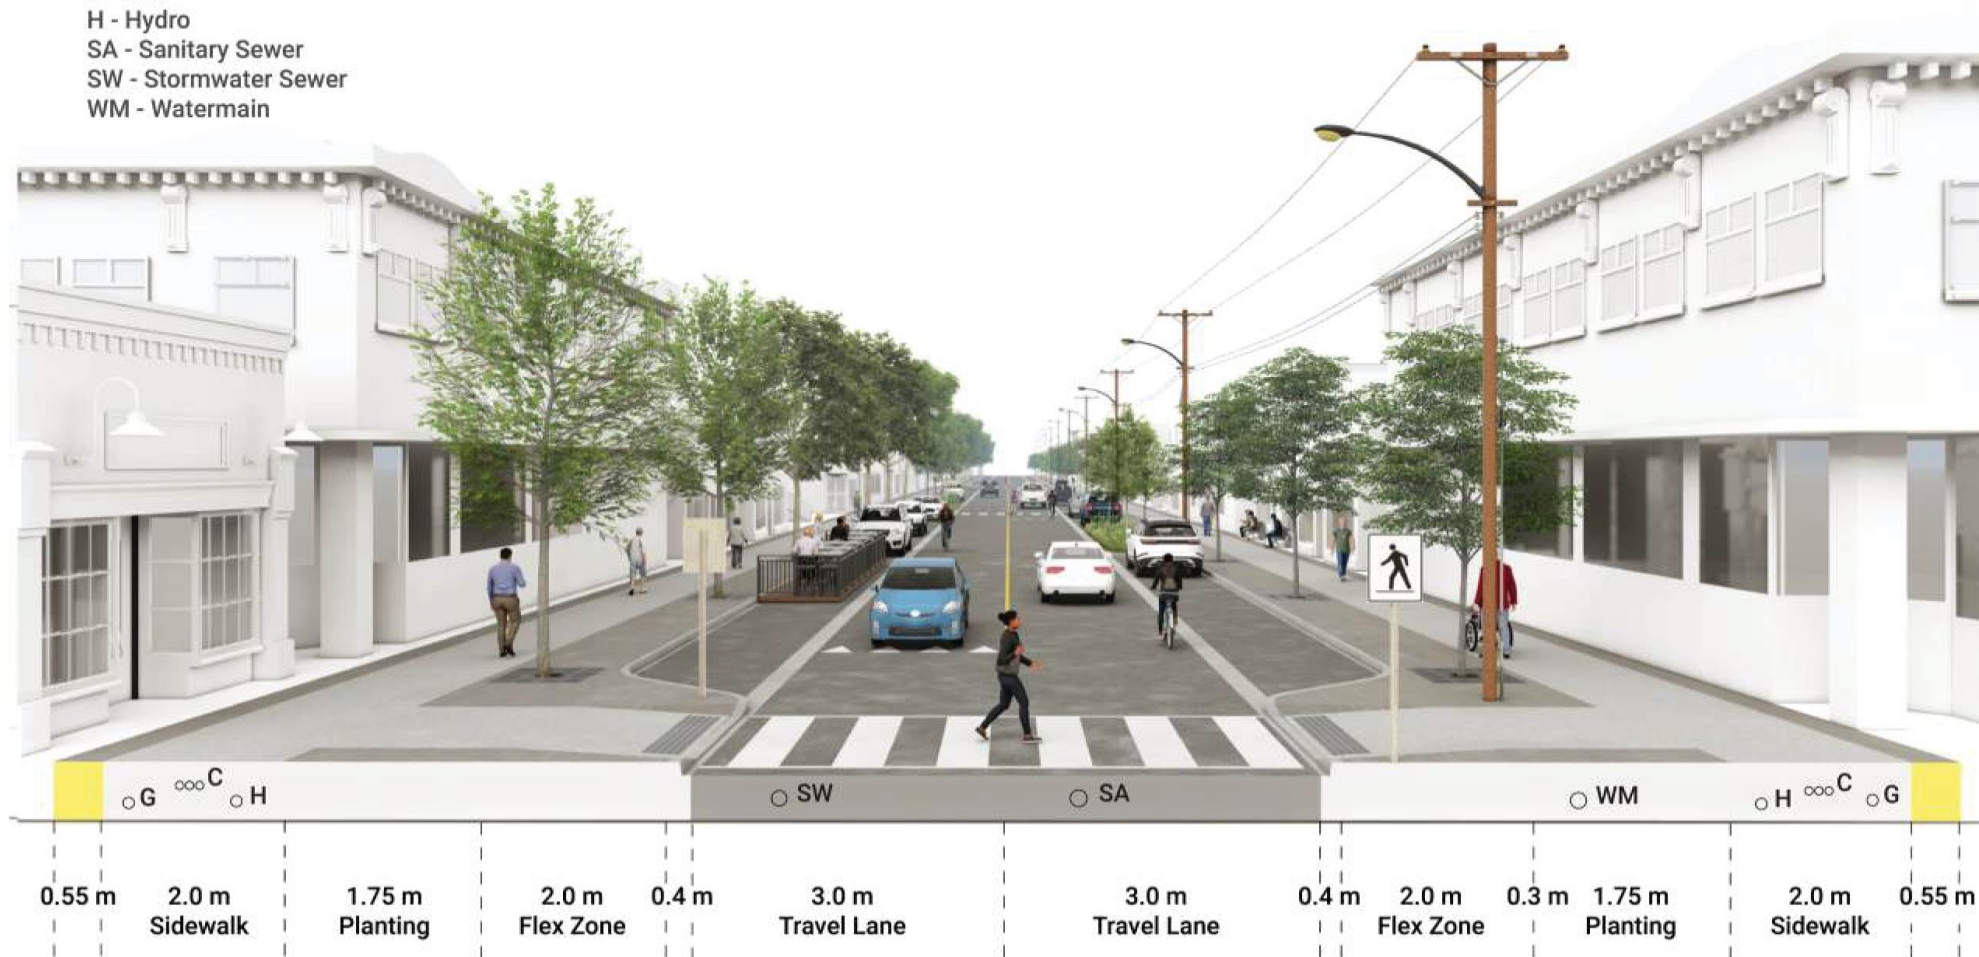 H - Hydro
SA - Sanitary Sewer
SW - Stormwater Sewer
WM - Watermain
G C H SW SA WM H C G
0.55 m 2.0 m 1.75 m 2.0 m 0.4 m 3.0 m 3.0 m 0.4 m 2.0 m 0.3 m 1.75 m 2.0 m 0.55 m
Sidewalk Planting Flex Zone Travel Lane Travel Lane Flex Zone Planting Sidewalk